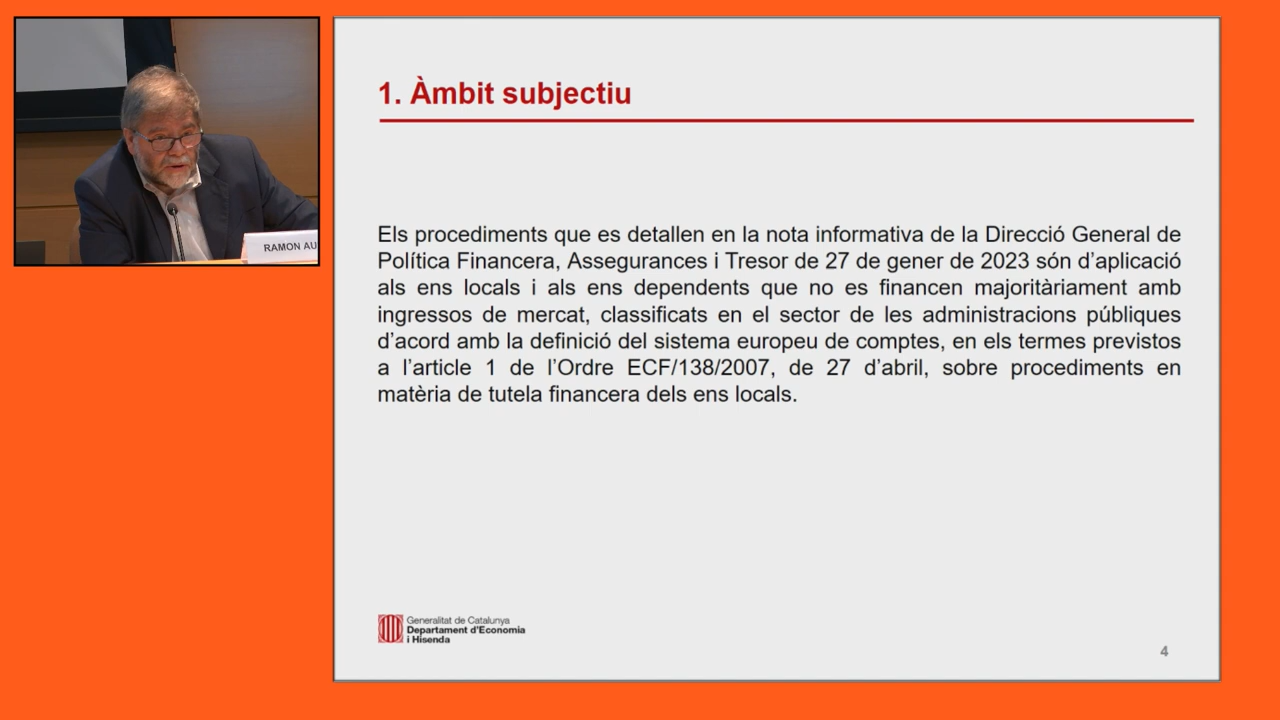 RAMON AU
1. Àmbit subjectiu
Els procediments que es detallen en la nota informativa de la Direcció General de
Política Financera, Assegurances i Tresor de 27 de gener de 2023 són d’aplicació
als ens locals i als ens dependents que no es financen majoritàriament amb
ingressos de mercat, classificats en el sector de les administracions públiques
d’acord amb la definició del sistema europeu de comptes, en els termes previstos
a l’article 1 de l’Ordre ECF/138/2007, de 27 d’abril, sobre procediments en
matèria de tutela financera dels ens locals.
Generalitat de Catalunya
Departament d’Economia
i Hisenda
4